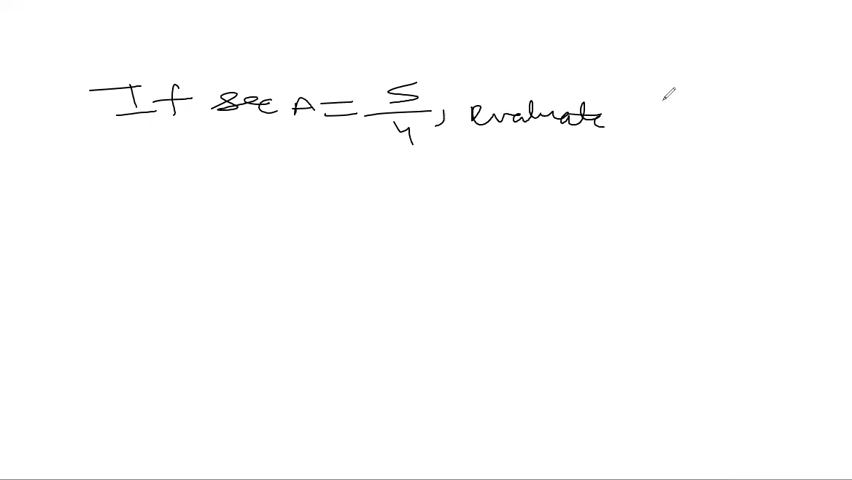 If sec A = 5/4, evaluate